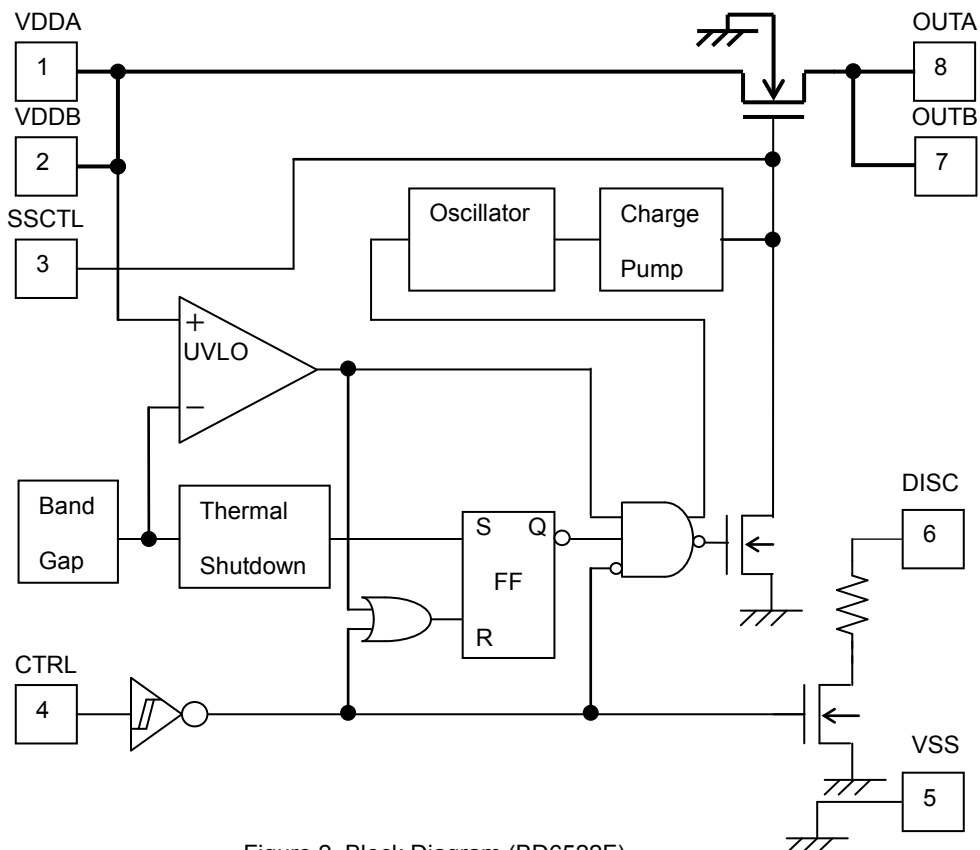 VDDA
OUTA
1
8
VDDB
OUTB
2
7
SSCTL
3
Oscillator
Charge
Pump
+
UVLO
−
Band
Gap
Thermal
Shutdown
S Q
FF
R
DISC
6
CTRL
4
VSS
5